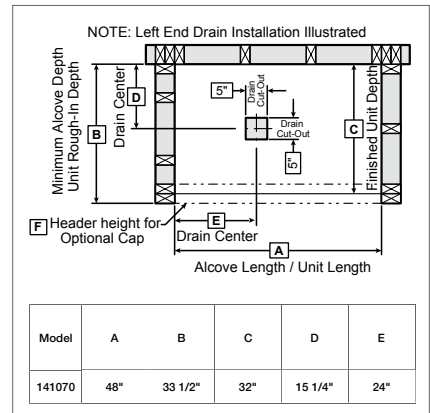 NOTE: Left End Drain Installation Illustrated
Minimum Alcove Depth
Unit Rough-In Depth
B
Drain Center
D
5"
Drain
Cut-Out
Drain
Cut-Out
5"
C
Finished Unit Depth
F Header height for
Optional Cap
E
Drain Center
A
Alcove Length / Unit Length
Model A B C D E
141070 48" 33 1/2" 32" 15 1/4" 24"